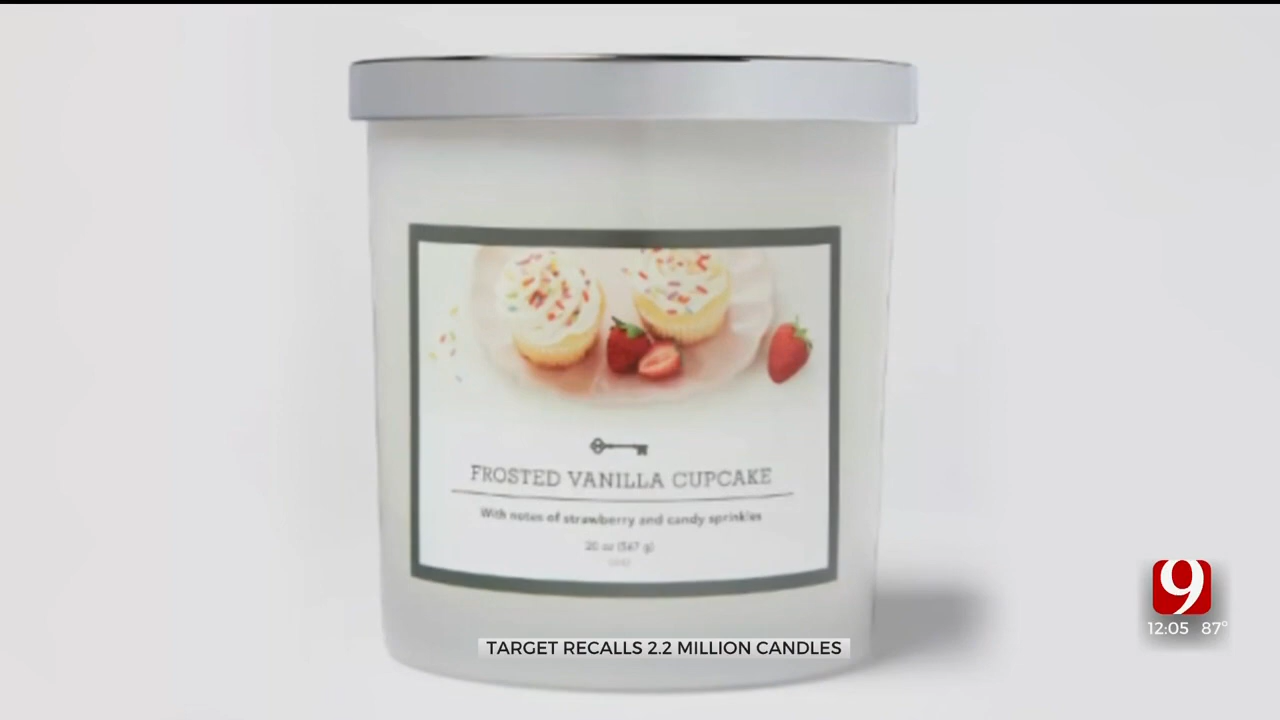 FROSTED VANILLA CUPCAKE
With notes of strawberry and candy sprinkles
20 oz (567 g)
TARGET RECALLS 2.2 MILLION CANDLES
9
12:05 87°